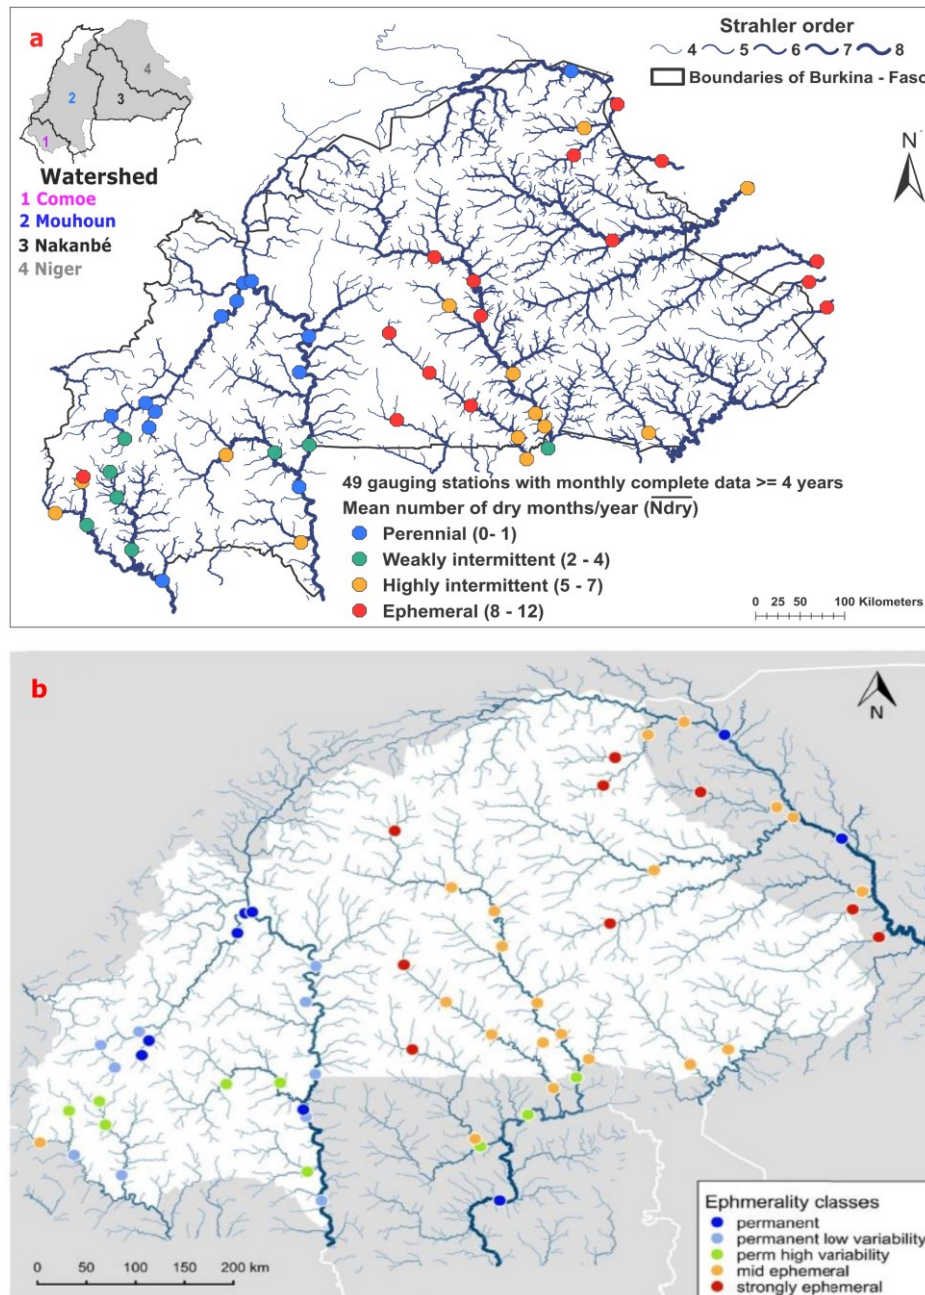 a
Strahler order
4 5 6 7 8
Boundaries of Burkina - Faso
N
4
2
3
1
Watershed
1 Comoe
2 Mouhoun
3 Nakanbé
4 Niger
49 gauging stations with monthly complete data >= 4 years
Mean number of dry months/year (Ndry)
Perennial (0- 1)
Weakly intermittent (2 - 4)
Highly intermittent (5 - 7)
Ephemeral (8 - 12)
0 25 50 100 Kilometers
b
N
Ephmerality classes
permanent
permanent low variability
perm high variability
mid ephemeral
strongly ephemeral
0 50 100 150 200 km